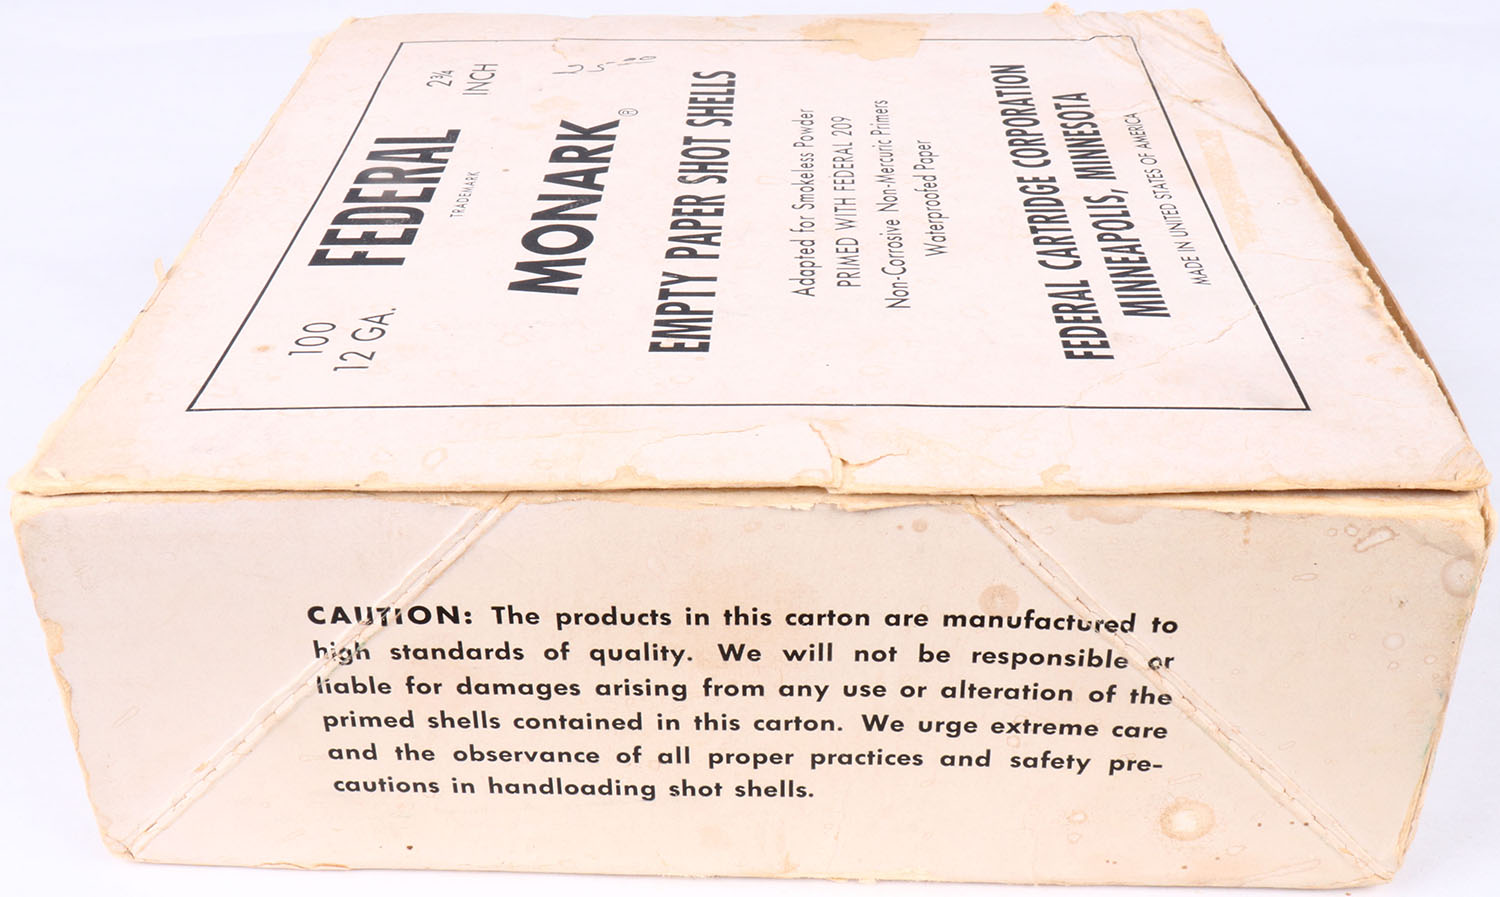 100
12 GA.
FEDERAL
TRADEMARK
2¾
INCH
MONARK®
EMPTY PAPER SHOT SHELLS
Adapted for Smokeless Powder
PRIMED WITH FEDERAL 209
Non-Corrosive Non-Mercuric Primers
Waterproofed Paper
FEDERAL CARTRIDGE CORPORATION
MINNEAPOLIS, MINNESOTA
MADE IN UNITED STATES OF AMERICA
CAUTION: The products in this carton are manufactured to
high standards of quality. We will not be responsible or
liable for damages arising from any use or alteration of the
primed shells contained in this carton. We urge extreme care
and the observance of all proper practices and safety pre-
cautions in handloading shot shells.